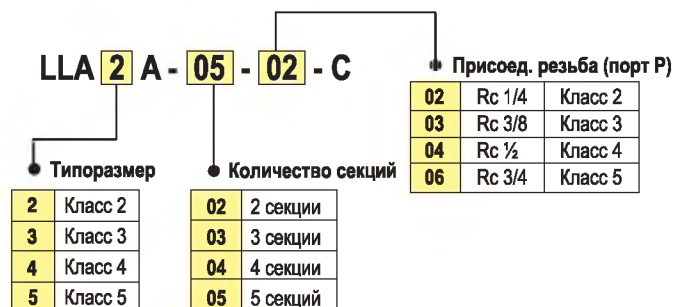 LLA 2 A - 05 - 02 - C
Присоед. резьба (порт P)
02 Rc 1/4 Класс 2
03 Rc 3/8 Класс 3
04 Rc ½ Класс 4
06 Rc 3/4 Класс 5
Типоразмер
2 Класс 2
3 Класс 3
4 Класс 4
5 Класс 5
Количество секций
02 2 секции
03 3 секции
04 4 секции
05 5 секций